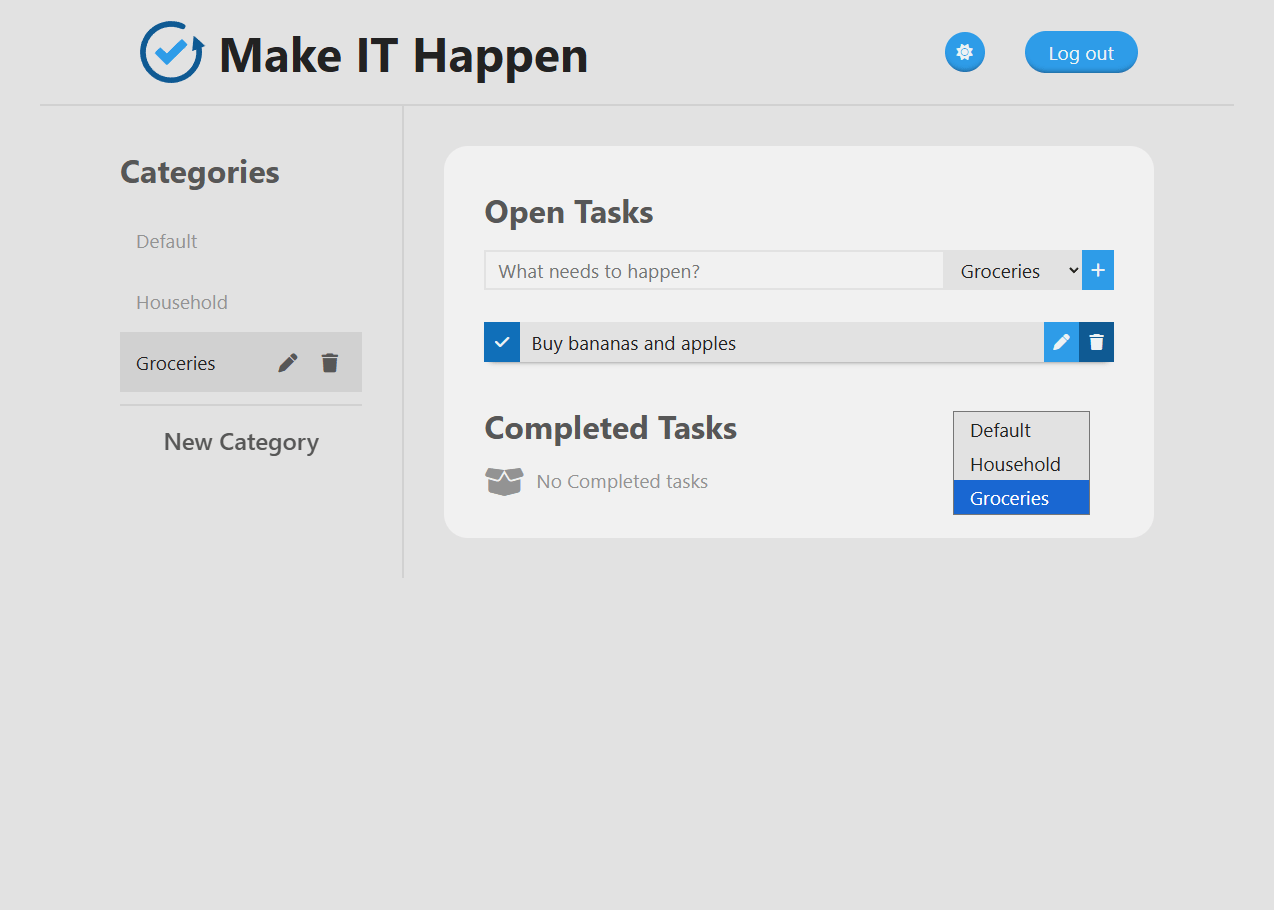 Make IT Happen
Log out
Categories
Default
Household
Groceries
New Category
Open Tasks
What needs to happen?
Groceries
Buy bananas and apples
Completed Tasks
No Completed tasks
Default
Household
Groceries